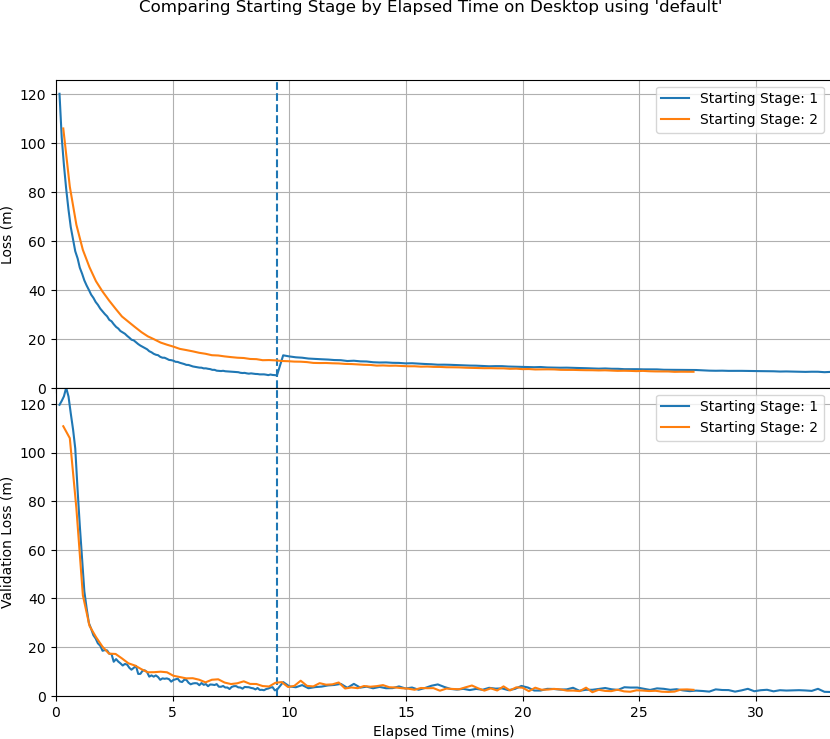 Comparing Starting Stage by Elapsed Time on Desktop using 'default'
120
100
80
60
40
20
0
Loss (m)
Starting Stage: 1
Starting Stage: 2
120
100
80
60
40
20
0
Validation Loss (m)
Starting Stage: 1
Starting Stage: 2
0 5 10 15 20 25 30
Elapsed Time (mins)